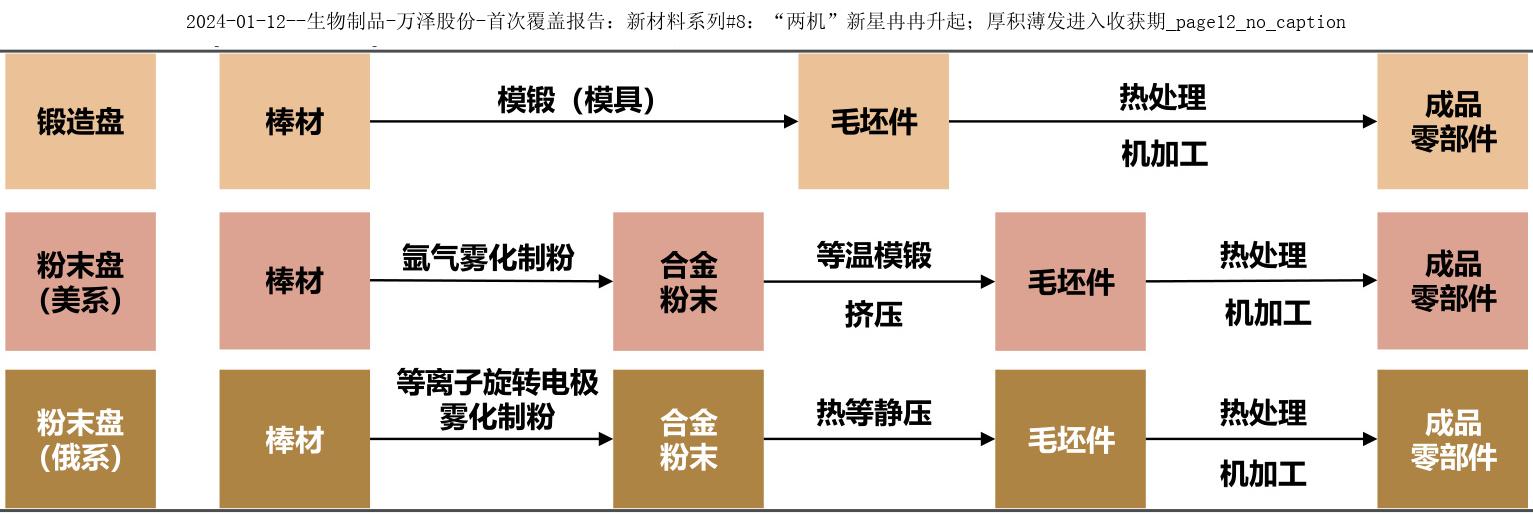 2024-01-12--生物制品-万泽股份-首次覆盖报告：新材料系列#8：“两机”新星冉冉升起；厚积薄发进入收获期_page12_no_caption
锻造盘
棒材
模锻（模具）
毛坯件
热处理
机加工
成品
零部件
粉末盘
（美系）
棒材
氩气雾化制粉
合金
粉末
等温模锻
挤压
毛坯件
热处理
机加工
成品
零部件
粉末盘
（俄系）
棒材
等离子旋转电极
雾化制粉
合金
粉末
热等静压
毛坯件
热处理
机加工
成品
零部件